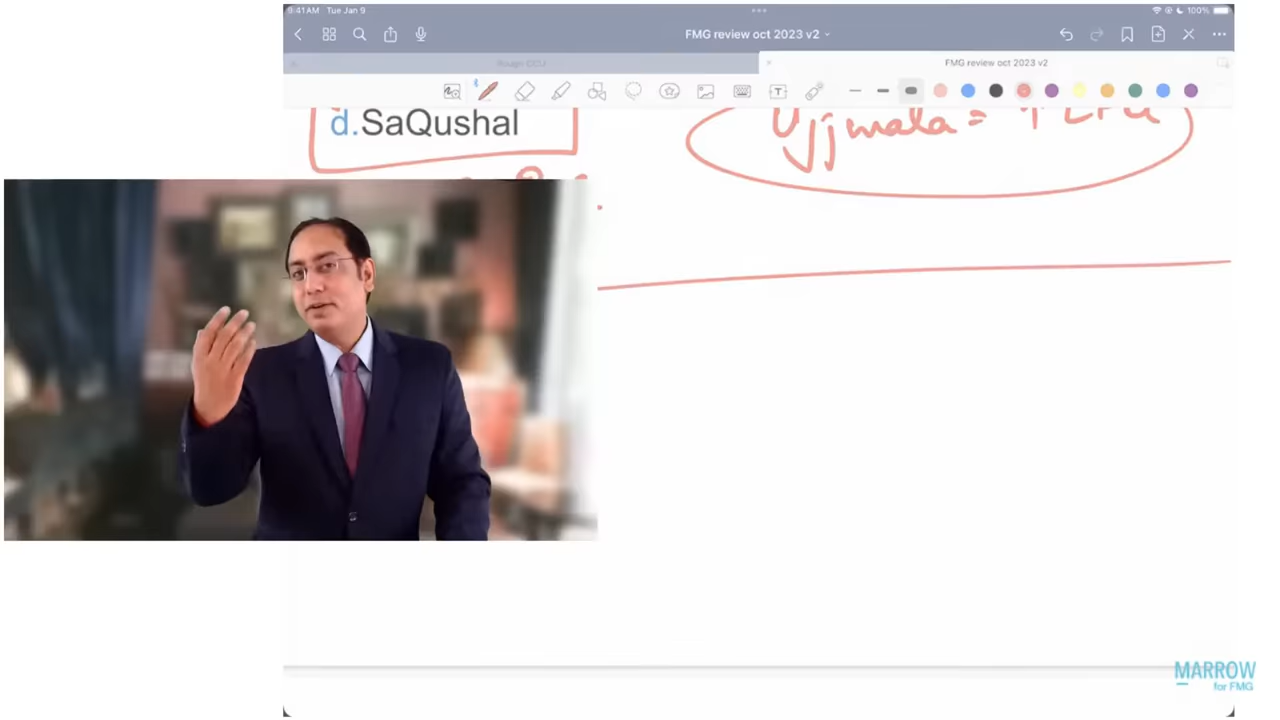 9:41 AM Tue Jan 9
100%
FMG review oct 2023 v2
FMG review oct 2023 v2
T
d.SaQushal
Ujjwala = ↑ LPG
MARROW
for FMG